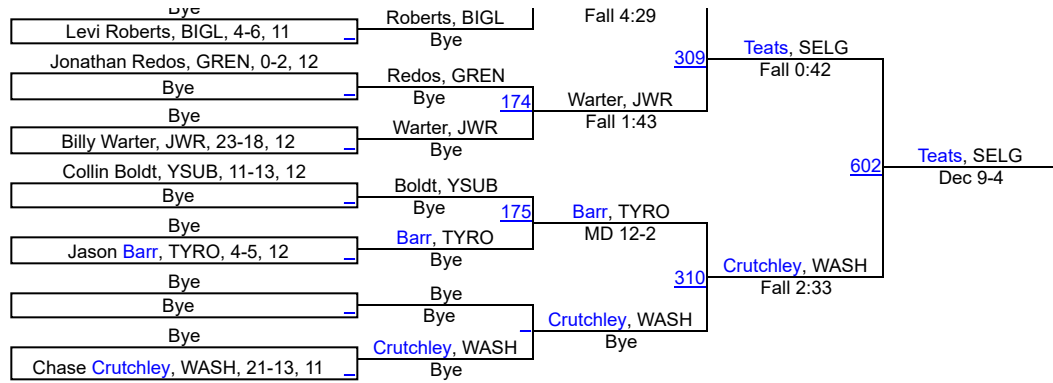 Bye
Levi Roberts, BIGL, 4-6, 11
Jonathan Redos, GREN, 0-2, 12
Bye
Bye
Billy Warter, JWR, 23-18, 12
Collin Boldt, YSUB, 11-13, 12
Bye
Bye
Jason Barr, TYRO, 4-5, 12
Bye
Bye
Bye
Chase Crutchley, WASH, 21-13, 11
Roberts, BIGL
Bye
Redos, GREN
Bye
174
Warter, JWR
Bye
Boldt, YSUB
Bye
175
Barr, TYRO
Bye
Bye
Bye
Crutchley, WASH
Bye
Fall 4:29
309
Warter, JWR
Fall 1:43
Barr, TYRO
MD 12-2
310
Crutchley, WASH
Bye
Teats, SELG
Fall 0:42
602
Crutchley, WASH
Fall 2:33
Teats, SELG
Dec 9-4